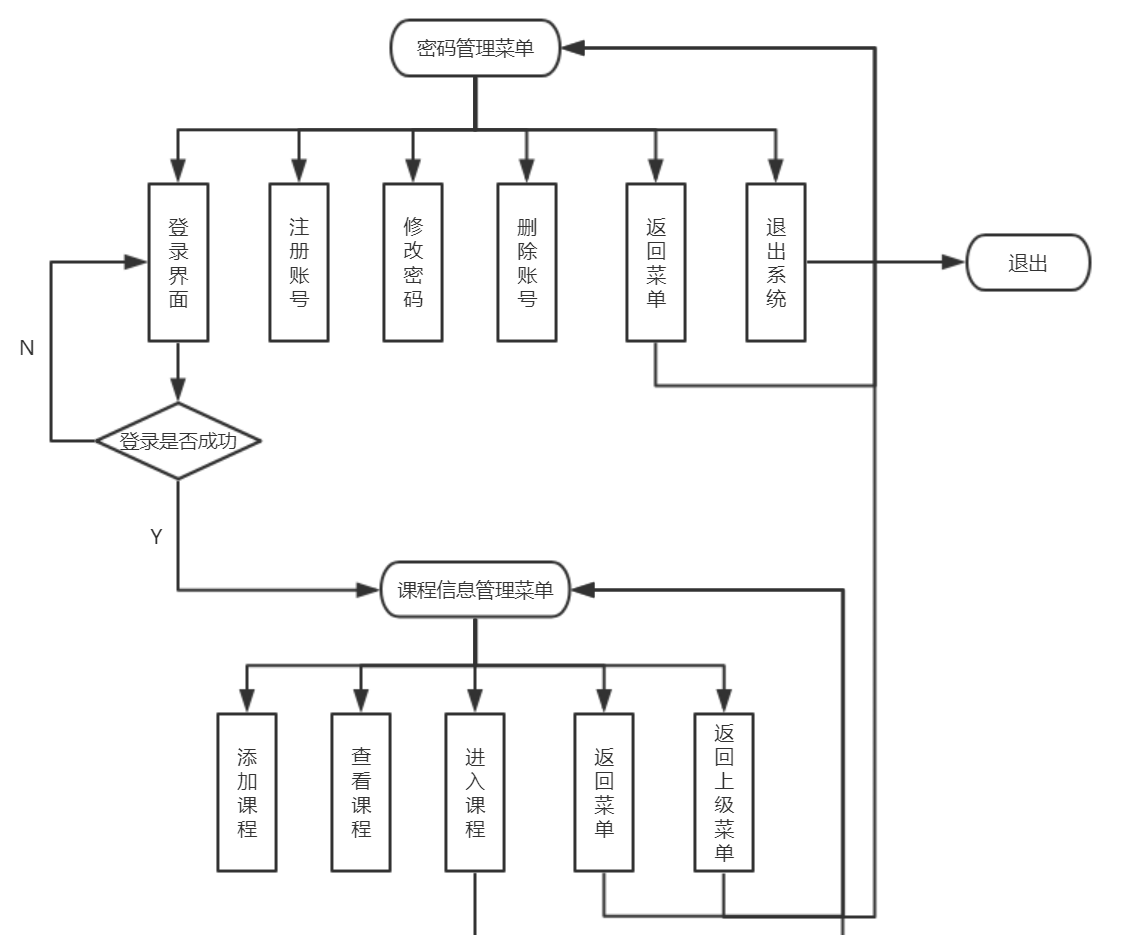 密码管理菜单
登录界面
注册账号
修改密码
删除账号
返回菜单
退出系统
退出
N
登录是否成功
Y
课程信息管理菜单
添加课程
查看课程
进入课程
返回菜单
返回上级菜单